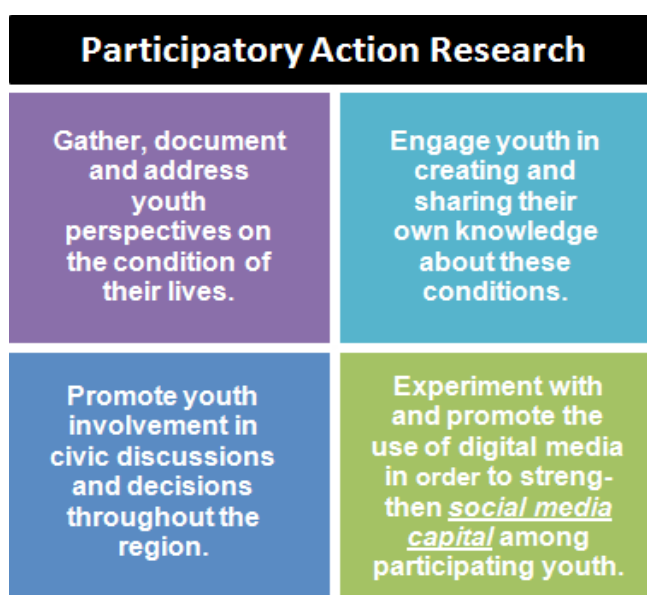 Participatory Action Research
Gather, document
and address
youth
perspectives on
the condition of
their lives.
Engage youth in
creating and
sharing their
own knowledge
about these
conditions.
Promote youth
involvement in
civic discussions
and decisions
throughout the
region.
Experiment with
and promote the
use of digital media
in order to streng-
then social media
capital among
participating youth.